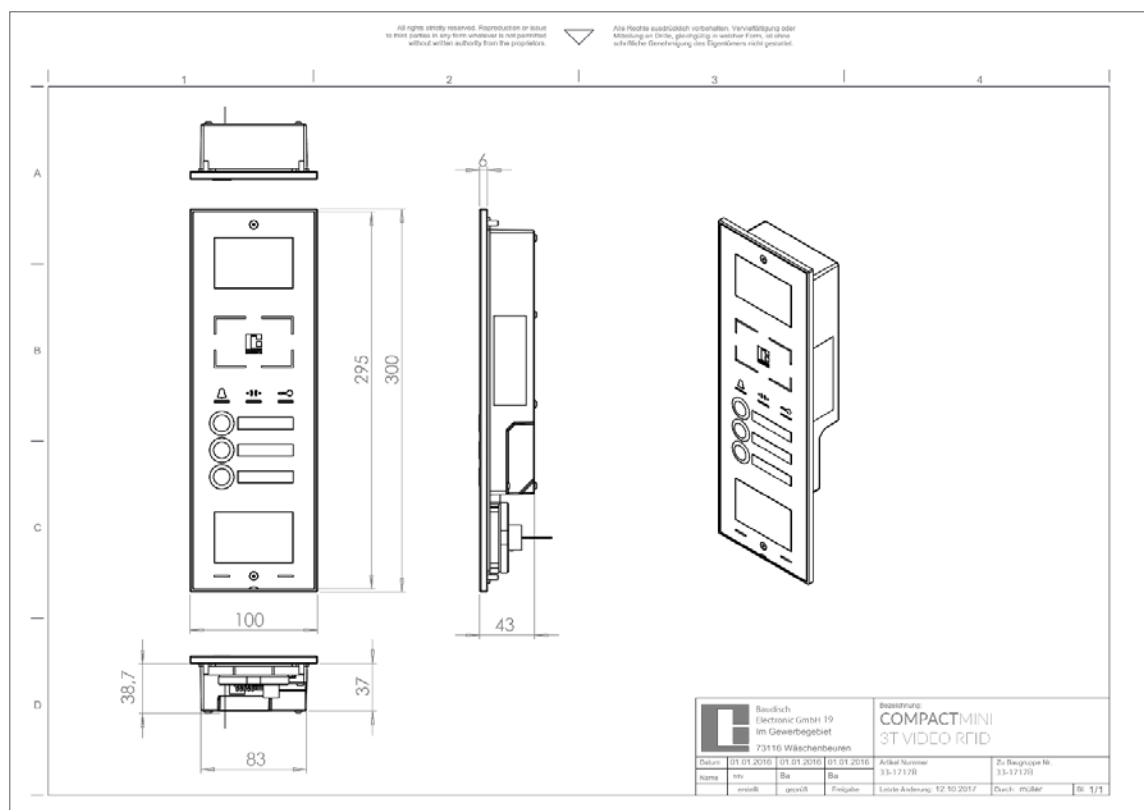 All rights strictly reserved. Reproduction or issue
to third parties in any form whatever is not permitted
without written authority from the proprietors.
Alle Rechte ausdrücklich vorbehalten. Vervielfältigung oder
Mitteilung an Dritte, gleichgültig in welcher Form, ist ohne
schriftliche Genehmigung des Eigentümers nicht gestattet.
1 2 3 4
A
B
C
D
6
295
300
100
43
38,7
37
83
Baudisch
Electronic GmbH 19
Im Gewerbegebiet
73116 Wäschenbeuren
Bezeichnung:
COMPACTMINI
3T VIDEO RFID
Datum 01.01.2016 01.01.2016 01.01.2016
Artikel Nummer
33-1717B
Zu Baugruppe Nr.
33-1717B
Name Ba Ba
erstellt geprüft Freigabe
Letzte Änderung: 12.10.2017 Durch: müller Bl. 1/1